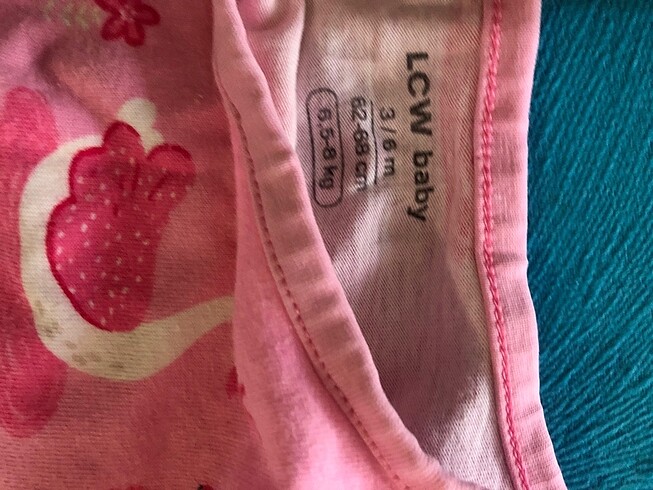 LCW baby
3/6 m
62-68 cm
6,5-8 kg